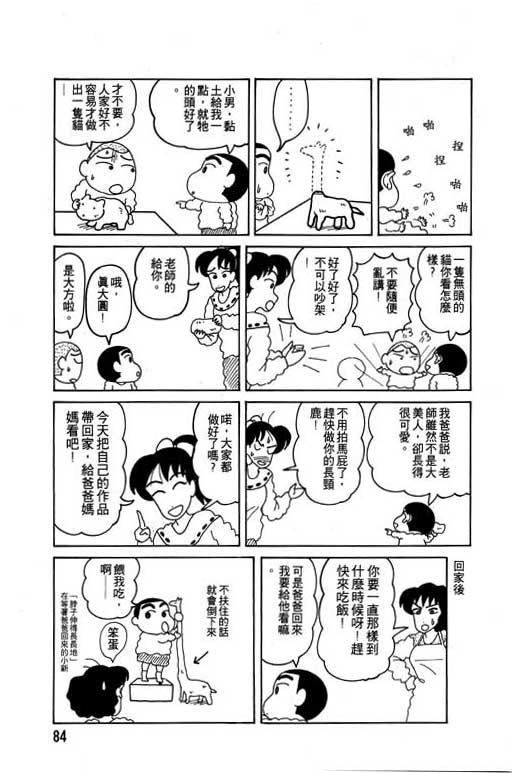 啪
捏
啪
捏
啪
……
小男，黏
土給我一
點，就牠
的頭好了
。
才不要，
人家好不
容易才做
出一隻貓
——
一隻無頭的
貓你看怎麼
樣？
不要隨便
亂講！
好了好了，
不可以吵架
！
老師的
給你。
哦，
真大圓！
是大方啦。
我爸爸說，老
師雖然不是大
美人，卻長得
很可愛。
不用拍馬屁了，
趕快做你的長頸
鹿！
喏，大家都
做好了嗎？
今天把自己的作品
帶回家，給爸爸媽
媽看吧！
回家後
你要一直那樣到
什麼時候呀！趕
快來吃飯！
可是爸爸回來
我要給他看嘛
。
不扶住的話
就會倒下來
餵我吃，
啊——
笨蛋
「脖子伸得長長地」
在等著爸爸回來的小新
84